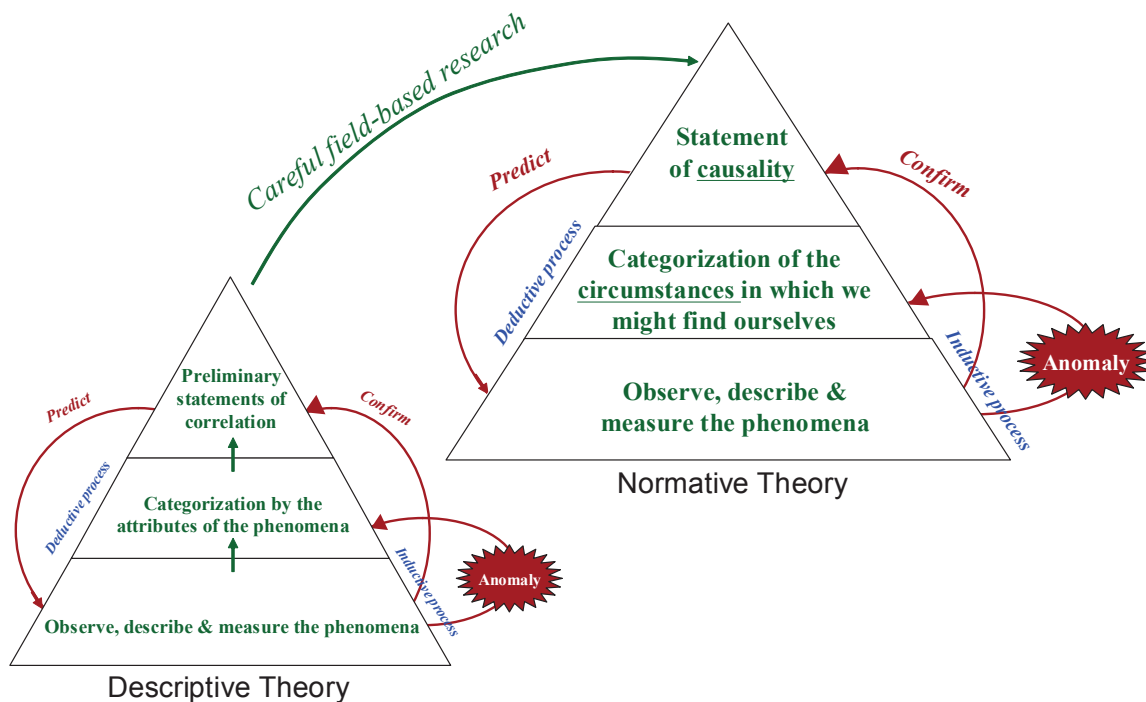 Careful field-based research
Statement
of causality
Predict
Confirm
Deductive process
Categorization of the
circumstances in which we
might find ourselves
Inductive process
Anomaly
Observe, describe &
measure the phenomena
Normative Theory
Preliminary
statements of
correlation
Predict
Confirm
Deductive process
Categorization by the
attributes of the phenomena
Inductive process
Anomaly
Observe, describe & measure the phenomena
Descriptive Theory